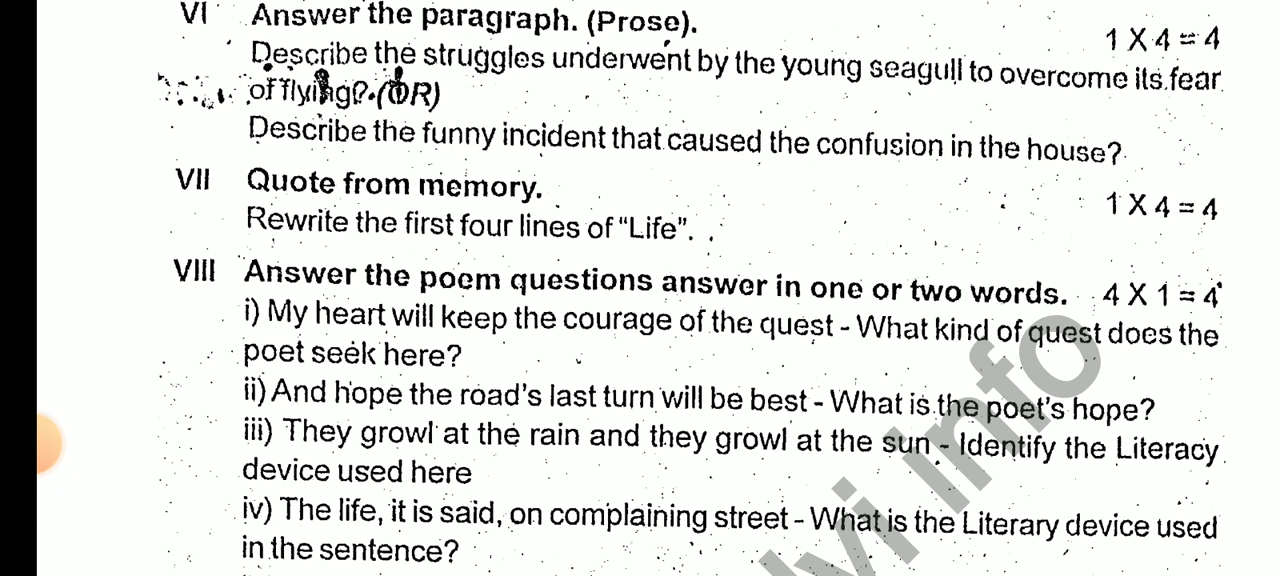 VI Answer the paragraph. (Prose). 1 X 4 = 4
Describe the struggles underwent by the young seagull to overcome its fear
of flying?.(OR)
Describe the funny incident that caused the confusion in the house?
VII Quote from memory. 1 X 4 = 4
Rewrite the first four lines of "Life".
VIII Answer the poem questions answer in one or two words. 4 X 1 = 4
i) My heart will keep the courage of the quest - What kind of quest does the
poet seek here?
ii) And hope the road's last turn will be best - What is the poet's hope?
iii) They growl at the rain and they growl at the sun - Identify the Literacy
device used here
iv) The life, it is said, on complaining street - What is the Literary device used
in the sentence?
lvi Info